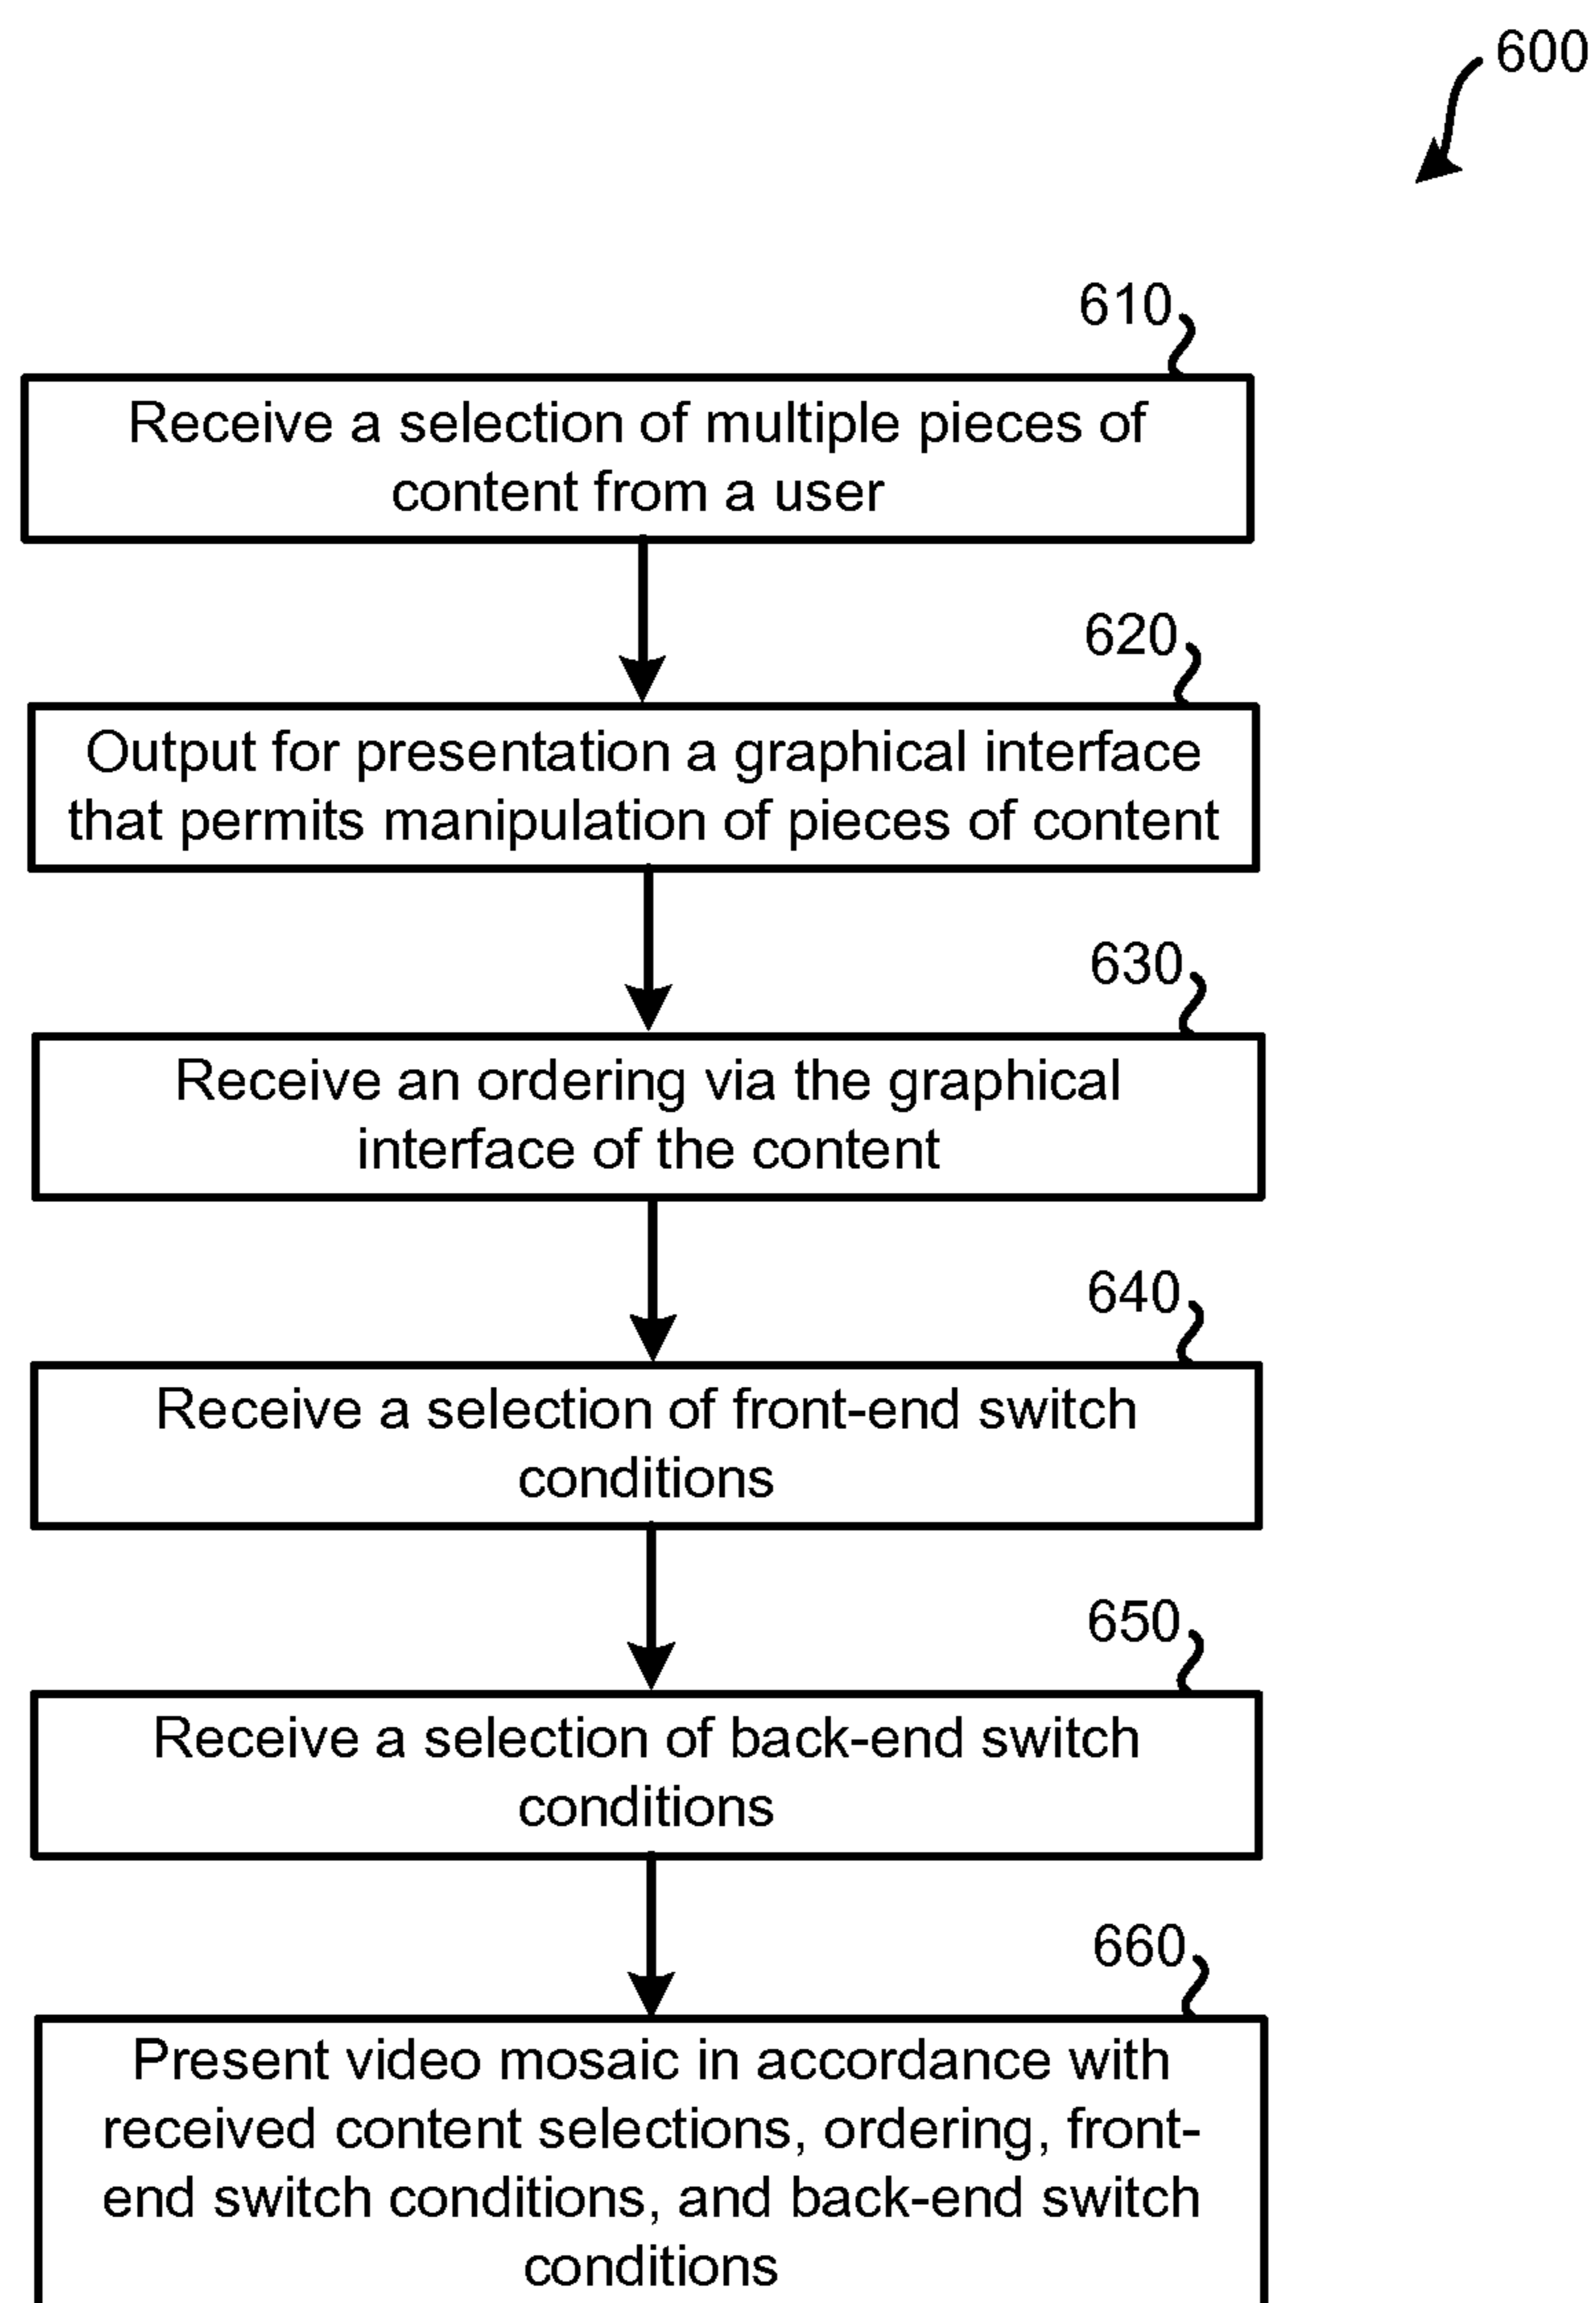 600
610
Receive a selection of multiple pieces of
content from a user
620
Output for presentation a graphical interface
that permits manipulation of pieces of content
630
Receive an ordering via the graphical
interface of the content
640
Receive a selection of front-end switch
conditions
650
Receive a selection of back-end switch
conditions
660
Present video mosaic in accordance with
received content selections, ordering, front-
end switch conditions, and back-end switch
conditions